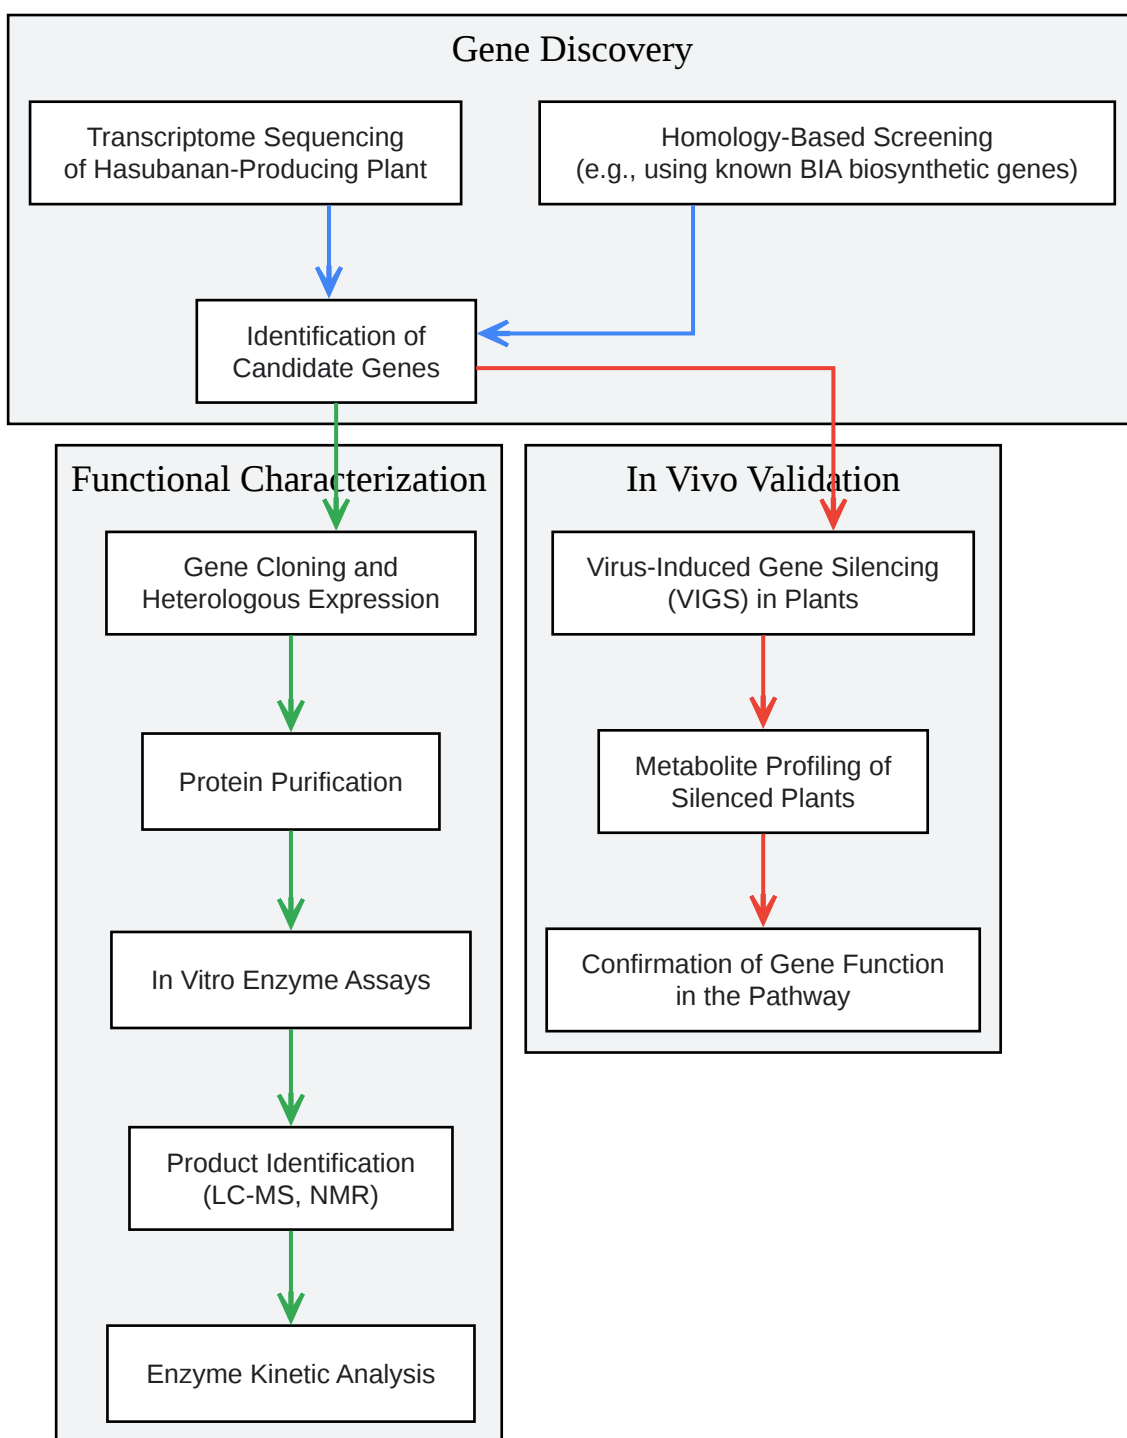 Gene Discovery
Transcriptome Sequencing
of Hasubanan-Producing Plant
Homology-Based Screening
(e.g., using known BIA biosynthetic genes)
Identification of
Candidate Genes
Functional Characterization
Gene Cloning and
Heterologous Expression
Protein Purification
In Vitro Enzyme Assays
Product Identification
(LC-MS, NMR)
Enzyme Kinetic Analysis
In Vivo Validation
Virus-Induced Gene Silencing
(VIGS) in Plants
Metabolite Profiling of
Silenced Plants
Confirmation of Gene Function
in the Pathway